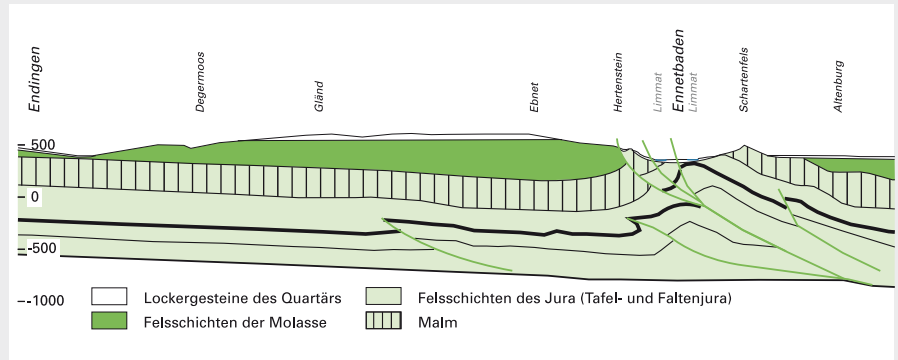 Endingen
Degermoos
Gländ
Ebnet
Hertenstein
Limmat
Ennetbaden
Limmat
Schartenfels
Altenburg
500
0
-500
-1000
Lockergesteine des Quartärs
Felsschichten des Jura (Tafel- und Faltenjura)
Felsschichten der Molasse
Malm